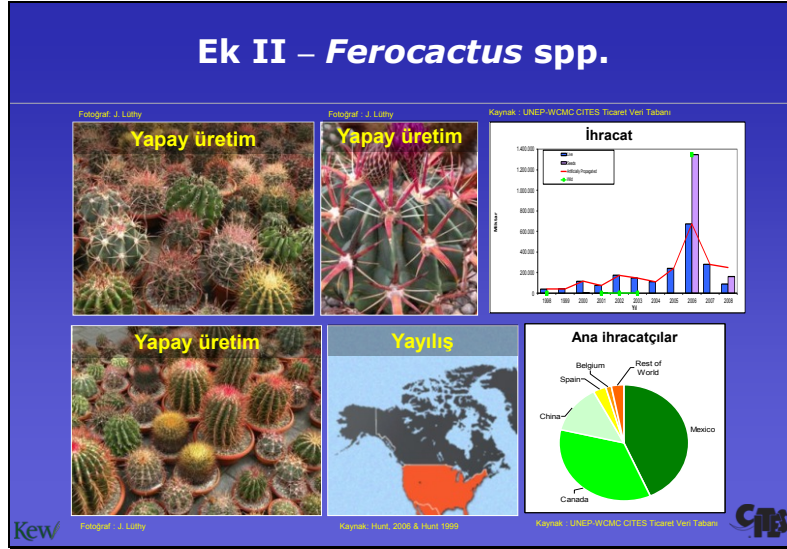 Ek II – Ferocactus spp.
Fotoğraf: J. Lüthy
Fotoğraf : J. Lüthy
Kaynak : UNEP-WCMC CITES Ticaret Veri Tabanı
Yapay üretim
Yapay üretim
İhracat
Live
Seeds
Artificially Propagated
Wild
Miktar
1.400.000
1.200.000
1.000.000
800.000
600.000
400.000
200.000
0
1998 1999 2000 2001 2002 2003 2004 2005 2006 2007 2008
Yıl
Yapay üretim
Yayılış
Ana ihracatçılar
Belgium
Rest of
World
Spain
China
Mexico
Canada
Kew
Fotoğraf : J. Lüthy
Kaynak: Hunt, 2006 & Hunt 1999
Kaynak : UNEP-WCMC CITES Ticaret Veri Tabanı
CITES